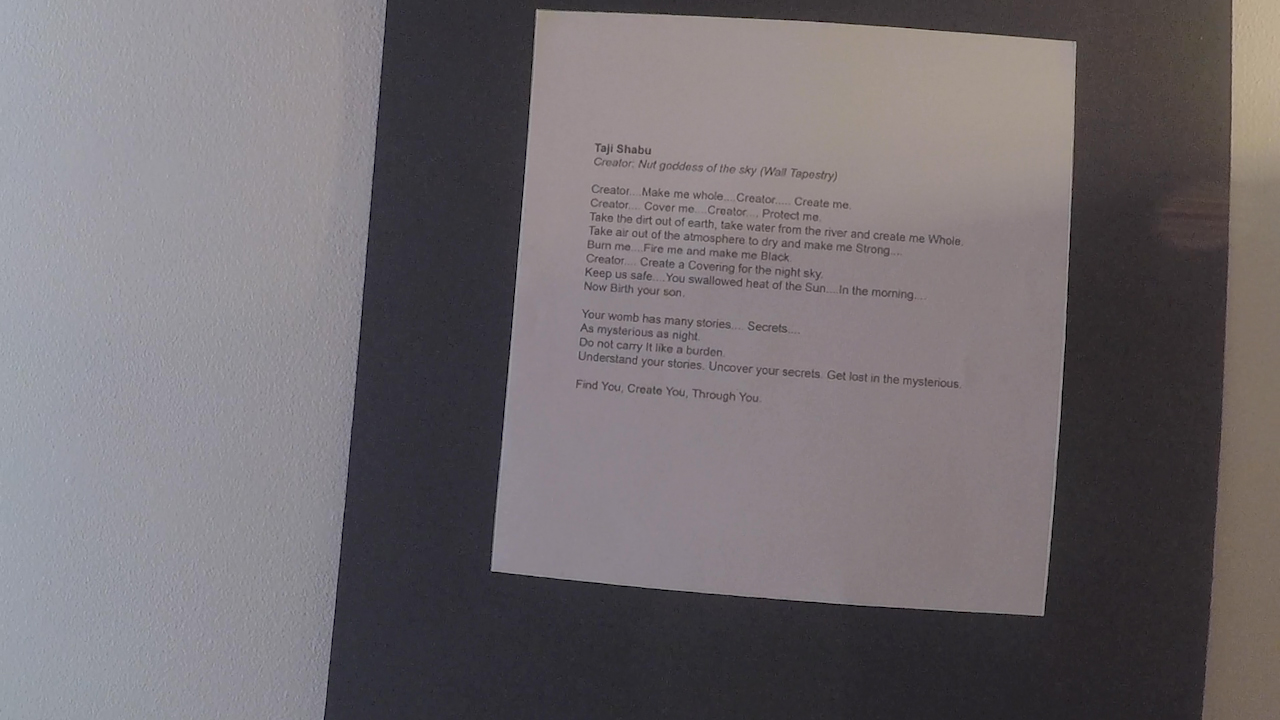 Taji Shabu
Creator: Nut goddess of the sky (Wall Tapestry)
Creator....Make me whole....Creator..... Create me.
Creator.... Cover me....Creator.... Protect me.
Take the dirt out of earth, take water from the river and create me Whole.
Take air out of the atmosphere to dry and make me Strong....
Burn me....Fire me and make me Black.
Creator.... Create a Covering for the night sky.
Keep us safe....You swallowed heat of the Sun....In the morning....
Now Birth your son.
Your womb has many stories.... Secrets....
As mysterious as night.
Do not carry It like a burden.
Understand your stories. Uncover your secrets. Get lost in the mysterious.
Find You, Create You, Through You.